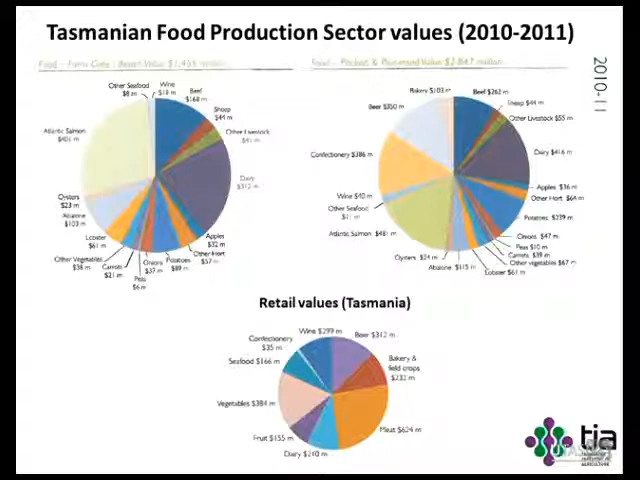 Tasmanian Food Production Sector values (2010-2011)
2010-11
Other Seafood
$8 m
Wine
$18 m
Beef
$168 m
Sheep
$44 m
Other Livestock
$41 m
Dairy
$312 m
Apples
$32 m
Other Hort
$57 m
Potatoes
$89 m
Onions
$37 m
Peas
$6 m
Carrots
$21 m
Other Vegetables
$38 m
Lobster
$61 m
Abalone
$103 m
Oysters
$23 m
Atlantic Salmon
Bakery $103 m
Beef $262 m
Sheep $44 m
Other Livestock $55 m
Dairy $416 m
Apples $36 m
Other Hort $64 m
Potatoes $239 m
Onions $47 m
Peas $10 m
Carrots $39 m
Other vegetables $67 m
Lobster $61 m
Abalone $115 m
Oysters $24 m
Atlantic Salmon $481 m
Other Seafood
Wine $40 m
Confectionery $386 m
Beer $350 m
Retail values (Tasmania)
Wine $299 m
Beer $312 m
Bakery &
field crops
$232 m
Meat $624 m
Dairy $210 m
Fruit $155 m
Vegetables $384 m
Seafood $166 m
Confectionery
$35 m
tia